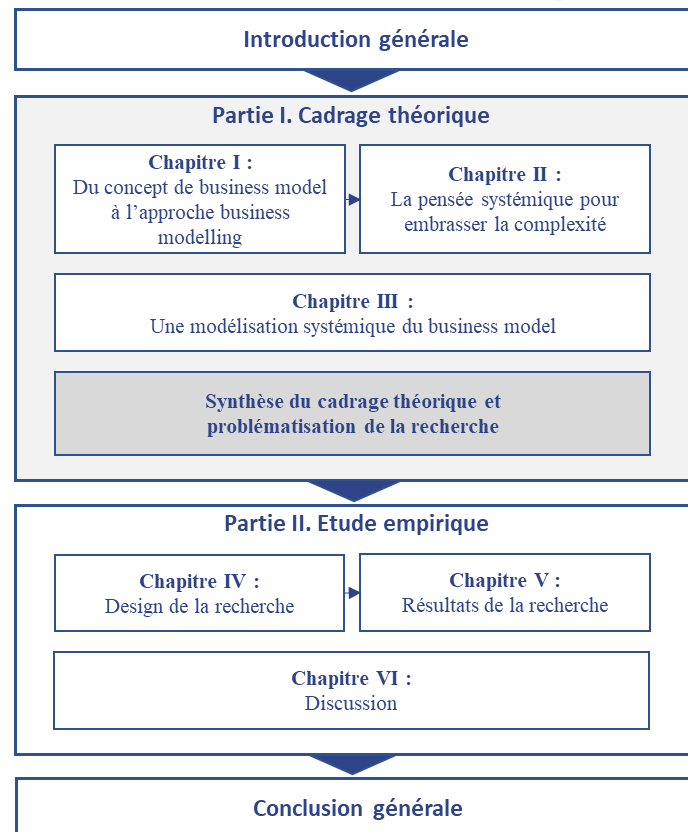 Introduction générale
Partie I. Cadrage théorique
Chapitre I :
Du concept de business model
à l’approche business
modelling
Chapitre II :
La pensée systémique pour
embrasser la complexité
Chapitre III :
Une modélisation systémique du business model
Synthèse du cadrage théorique et
problématisation de la recherche
Partie II. Etude empirique
Chapitre IV :
Design de la recherche
Chapitre V :
Résultats de la recherche
Chapitre VI :
Discussion
Conclusion générale